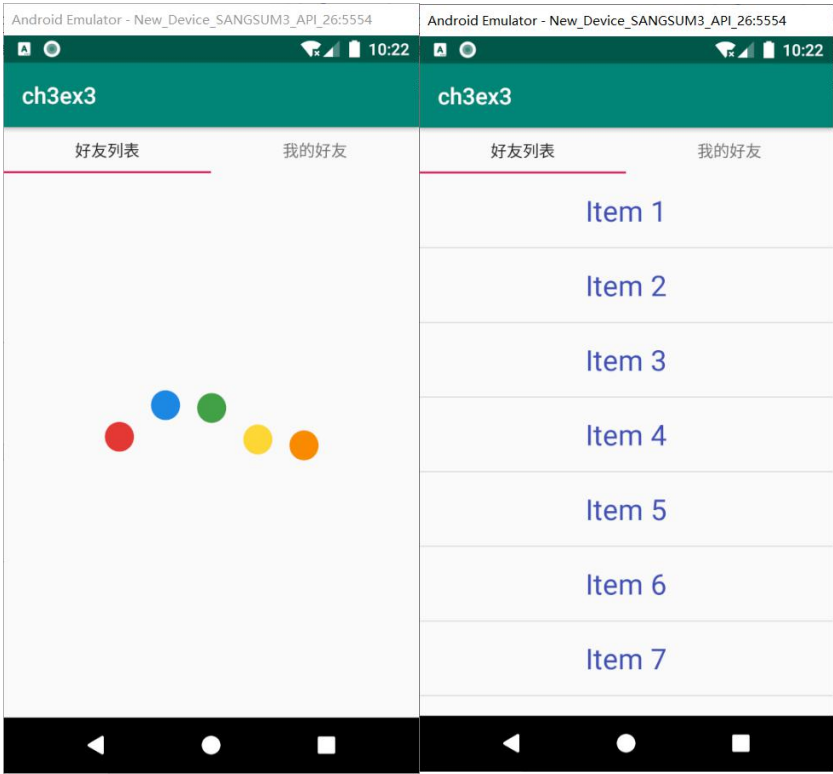 Android Emulator - New_Device_SANGSUM3_API_26:5554
A
10:22
ch3ex3
好友列表
我的好友
Android Emulator - New_Device_SANGSUM3_API_26:5554
A
10:22
ch3ex3
好友列表
我的好友
Item 1
Item 2
Item 3
Item 4
Item 5
Item 6
Item 7